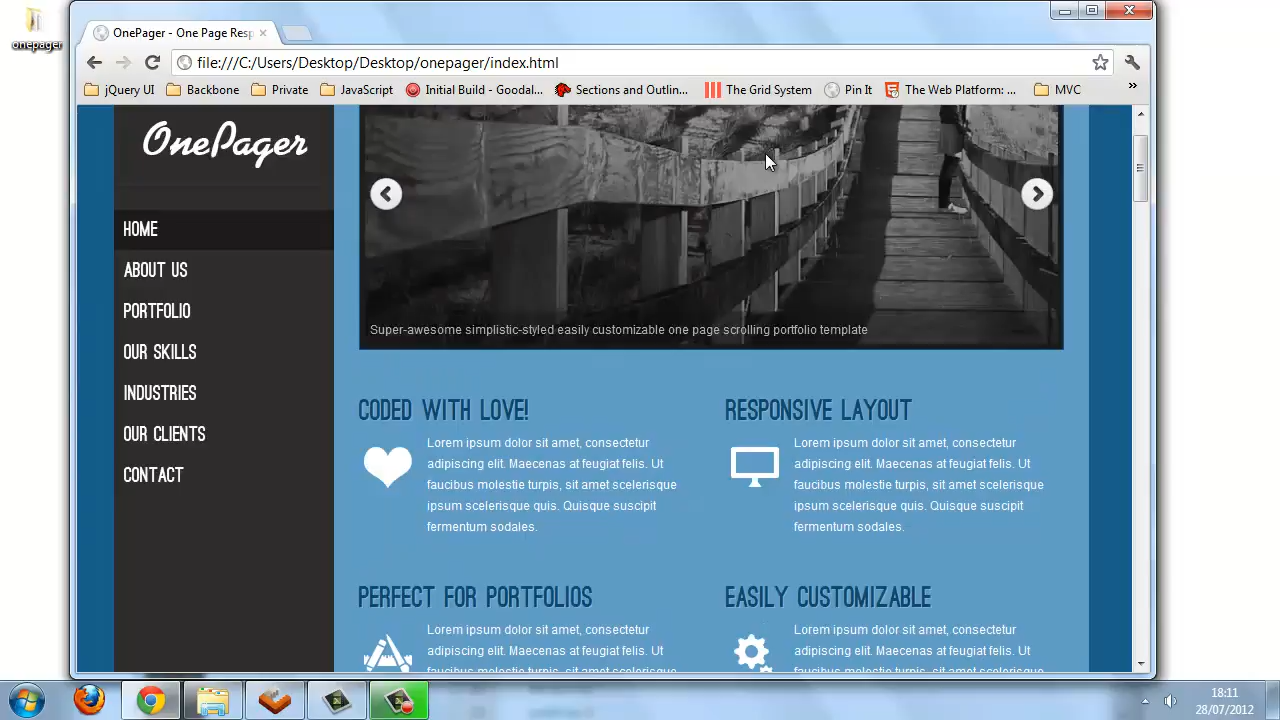 onepager
OnePager - One Page Resp
file:///C:/Users/Desktop/Desktop/onepager/index.html
jQuery UI Backbone Private JavaScript Initial Build - Goodal... Sections and Outlin... The Grid System Pin It The Web Platform: ... MVC »
OnePager
HOME
ABOUT US
PORTFOLIO
OUR SKILLS
INDUSTRIES
OUR CLIENTS
CONTACT
Super-awesome simplistic-styled easily customizable one page scrolling portfolio template
CODED WITH LOVE!
Lorem ipsum dolor sit amet, consectetur
adipiscing elit. Maecenas at feugiat felis. Ut
faucibus molestie turpis, sit amet scelerisque
ipsum scelerisque quis. Quisque suscipit
fermentum sodales.
RESPONSIVE LAYOUT
Lorem ipsum dolor sit amet, consectetur
adipiscing elit. Maecenas at feugiat felis. Ut
faucibus molestie turpis, sit amet scelerisque
ipsum scelerisque quis. Quisque suscipit
fermentum sodales.
PERFECT FOR PORTFOLIOS
Lorem ipsum dolor sit amet, consectetur
adipiscing elit. Maecenas at feugiat felis. Ut
EASILY CUSTOMIZABLE
Lorem ipsum dolor sit amet, consectetur
adipiscing elit. Maecenas at feugiat felis. Ut
18:11
28/07/2012